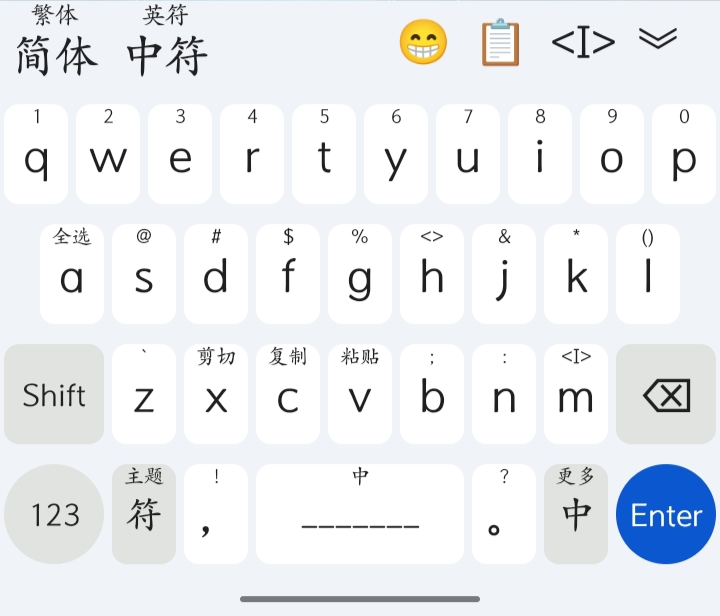 繁体 英符
简体 中符 <I>
1 2 3 4 5 6 7 8 9 0
q w e r t y u i o p
全选 @ # $ % <> & * ()
a s d f g h j k l
` 剪切 复制 粘贴 ; : <I>
Shift z x c v b n m
主题 ! 中 ? 更多
123 符 ， _______ 。 中 Enter